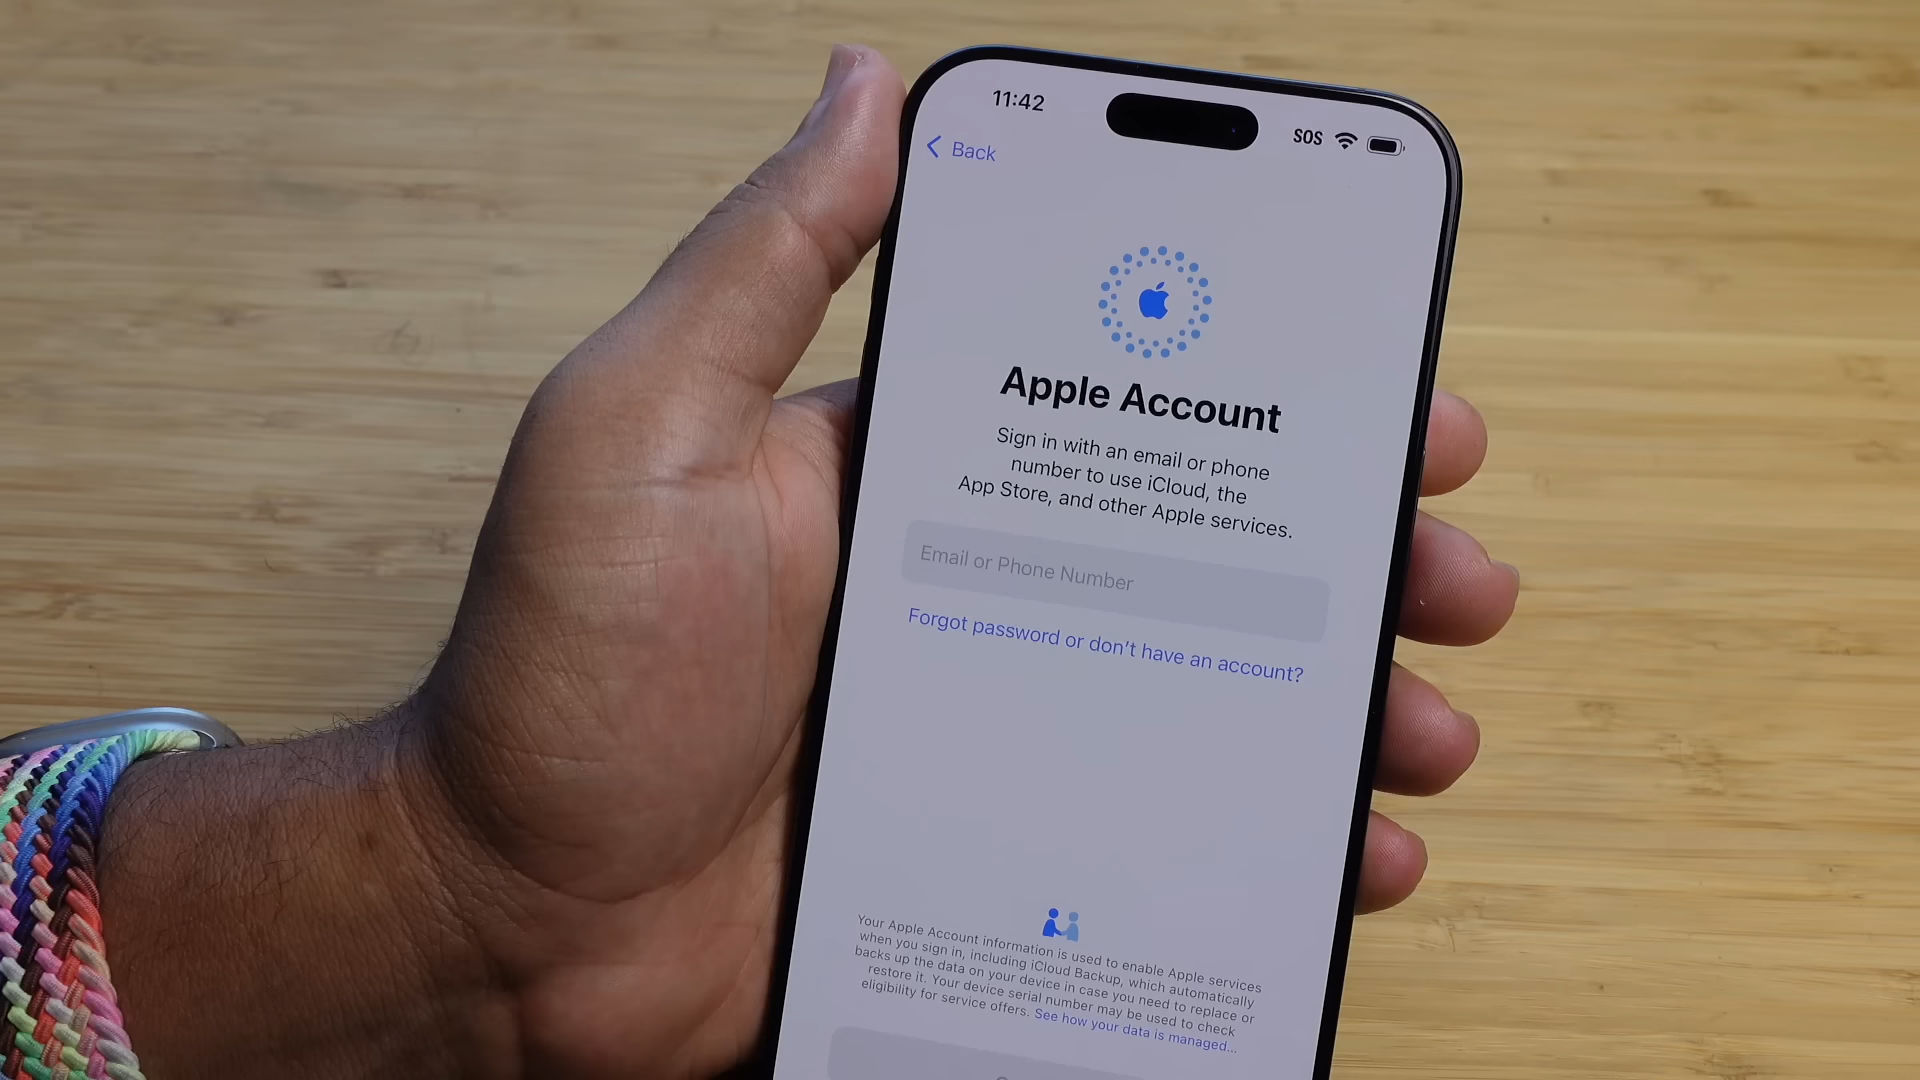 11:42
SOS
Back
Apple Account
Sign in with an email or phone
number to use iCloud, the
App Store, and other Apple services.
Email or Phone Number
Forgot password or don't have an account?
Your Apple Account information is used to enable Apple services
when you sign in, including iCloud Backup, which automatically
backs up the data on your device in case you need to replace or
restore it. Your device serial number may be used to check
eligibility for service offers. See how your data is managed...